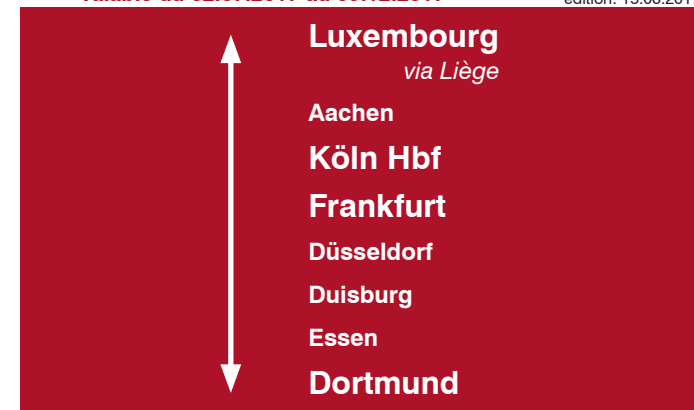 Luxembourg
via Liège
Aachen
Köln Hbf
Frankfurt
Düsseldorf
Duisburg
Essen
Dortmund